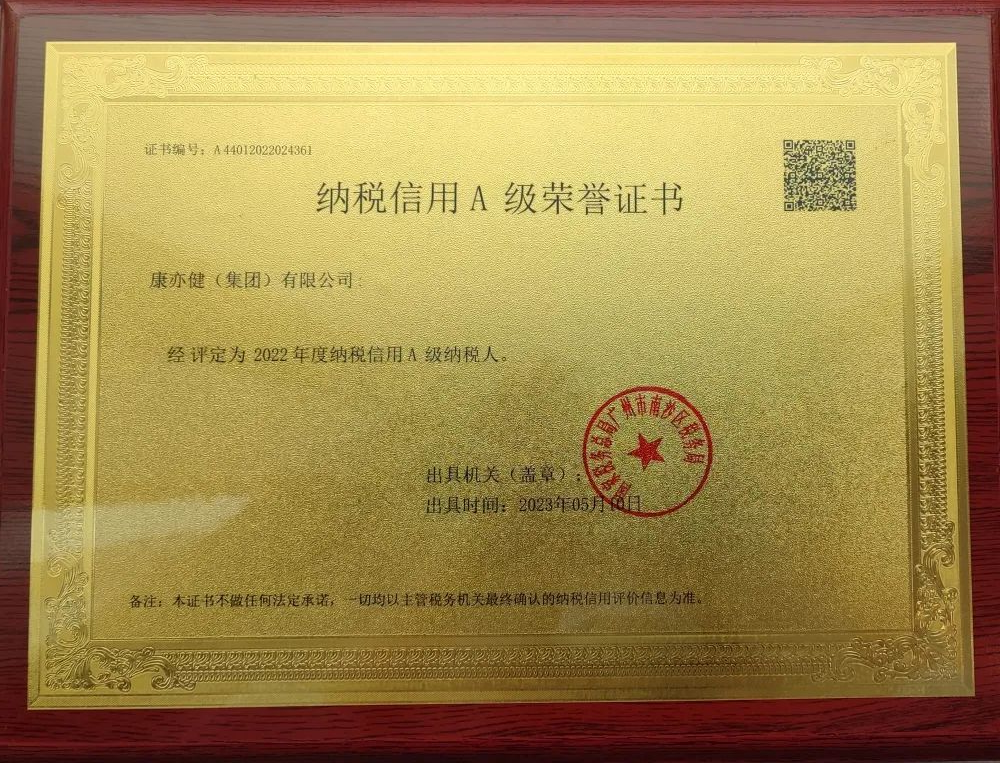 证书编号：A44012022024361
纳税信用A 级荣誉证书
康亦健（集团）有限公司:
经 评定为 2022年度纳税信用A 级纳税人。
国家税务总局广州市南沙区税务局
出具机关（盖章）:
出具时间：2023年05月10日
备注：本证书不做任何法定承诺，一切均以主管税务机关最终确认的纳税信用评价信息为准。